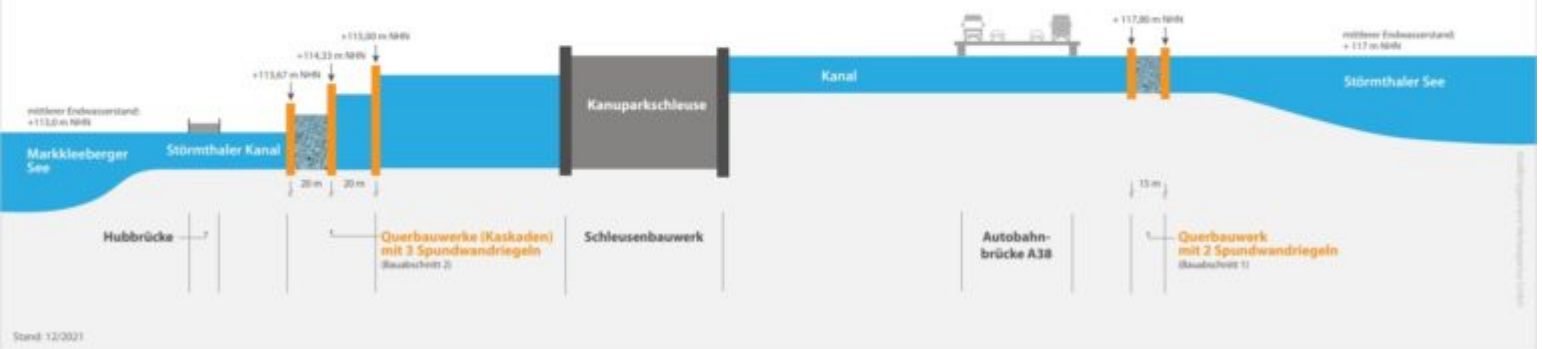 + 117,80 m NHN
+115,00 m NHN
mittlerer Endwasserstand:
+ 117 m NHN
+114,23 m NHN
+113,67 m NHN
Kanal
Störmthaler See
Kanuparkschleuse
mittlerer Endwasserstand:
+113,0 m NHN
Markkleeberger
See
Störmthaler Kanal
20 m
20 m
15 m
Hubbrücke
Querbauwerke (Kaskaden)
mit 3 Spundwandriegeln
(Bauabschnitt 2)
Schleusenbauwerk
Autobahn-
brücke A38
Querbauwerk
mit 2 Spundwandriegeln
(Bauabschnitt 1)
Stand: 12/2021